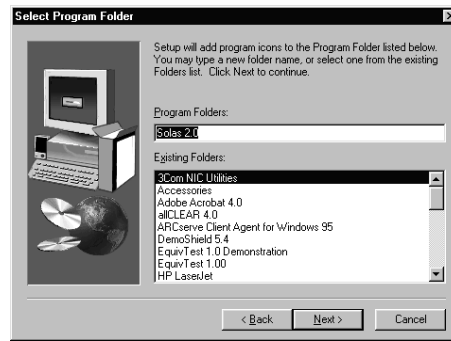 Select Program Folder
Setup will add program icons to the Program Folder listed below.
You may type a new folder name, or select one from the existing
Folders list. Click Next to continue.
Program Folders:
Solas 2.0
Existing Folders:
3Com NIC Utilities
Accessories
Adobe Acrobat 4.0
allCLEAR 4.0
ARCserve Client Agent for Windows 95
DemoShield 5.4
EquivTest 1.0 Demonstration
EquivTest 1.00
HP LaserJet
< Back
Next >
Cancel